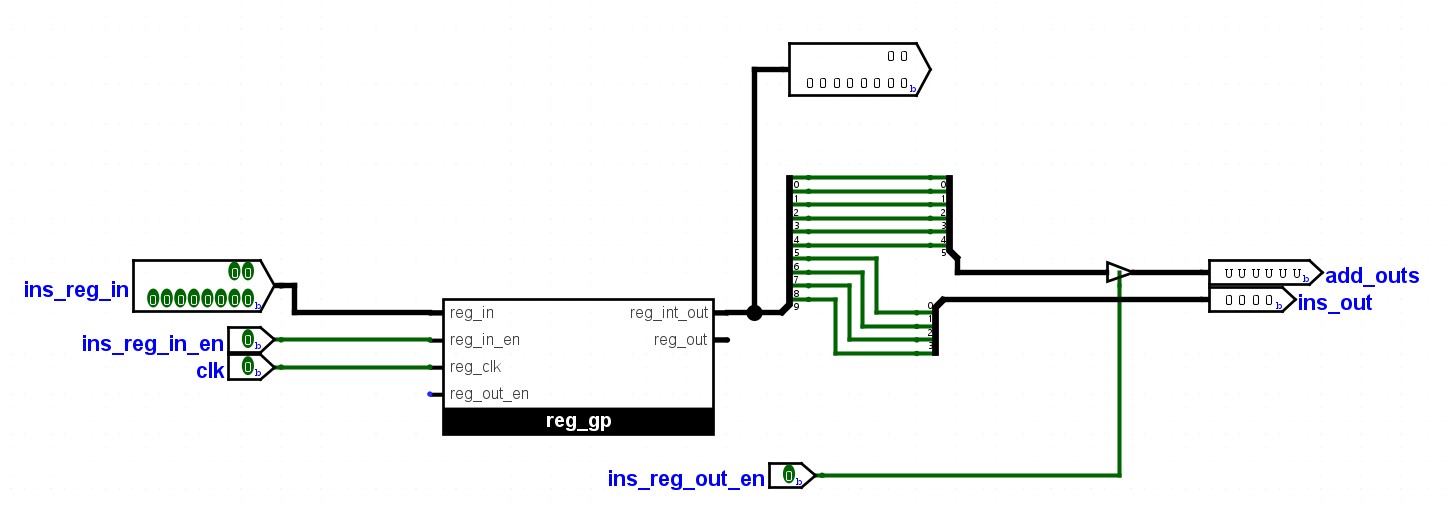 0 0
0 0 0 0 0 0 0 0 b
0
1
2
3
4
5
6
7
8
9
0
1
2
3
4
5
ins_reg_in
0 0
0 0 0 0 0 0 0 0 b
U U U U U U b add_outs
0 0 0 0 b ins_out
reg_in reg_int_out
ins_reg_in_en 0 b reg_in_en reg_out
clk 0 b reg_clk
reg_out_en
reg_gp
0
1
2
3
ins_reg_out_en 0 b